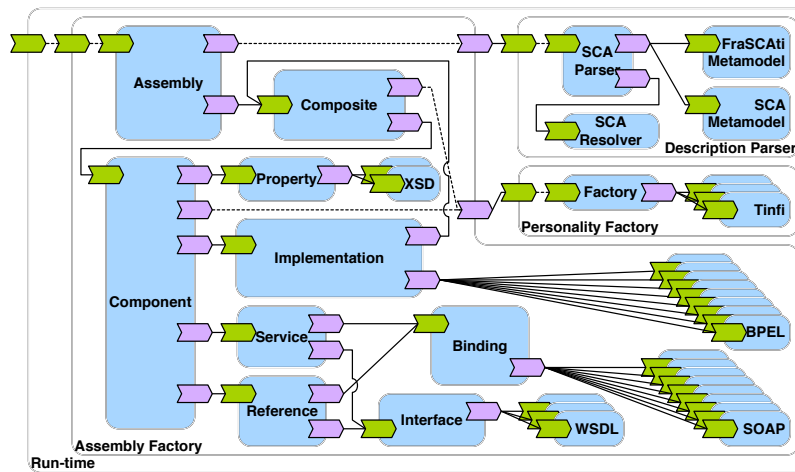 Assembly
Composite
SCA
Parser
FraSCAti
Metamodel
SCA
Metamodel
SCA
Resolver
Description Parser
Property
XSD
Factory
Tinfi
Personality Factory
Implementation
Component
BPEL
Service
Binding
Reference
Interface
WSDL
SOAP
Assembly Factory
Run-time